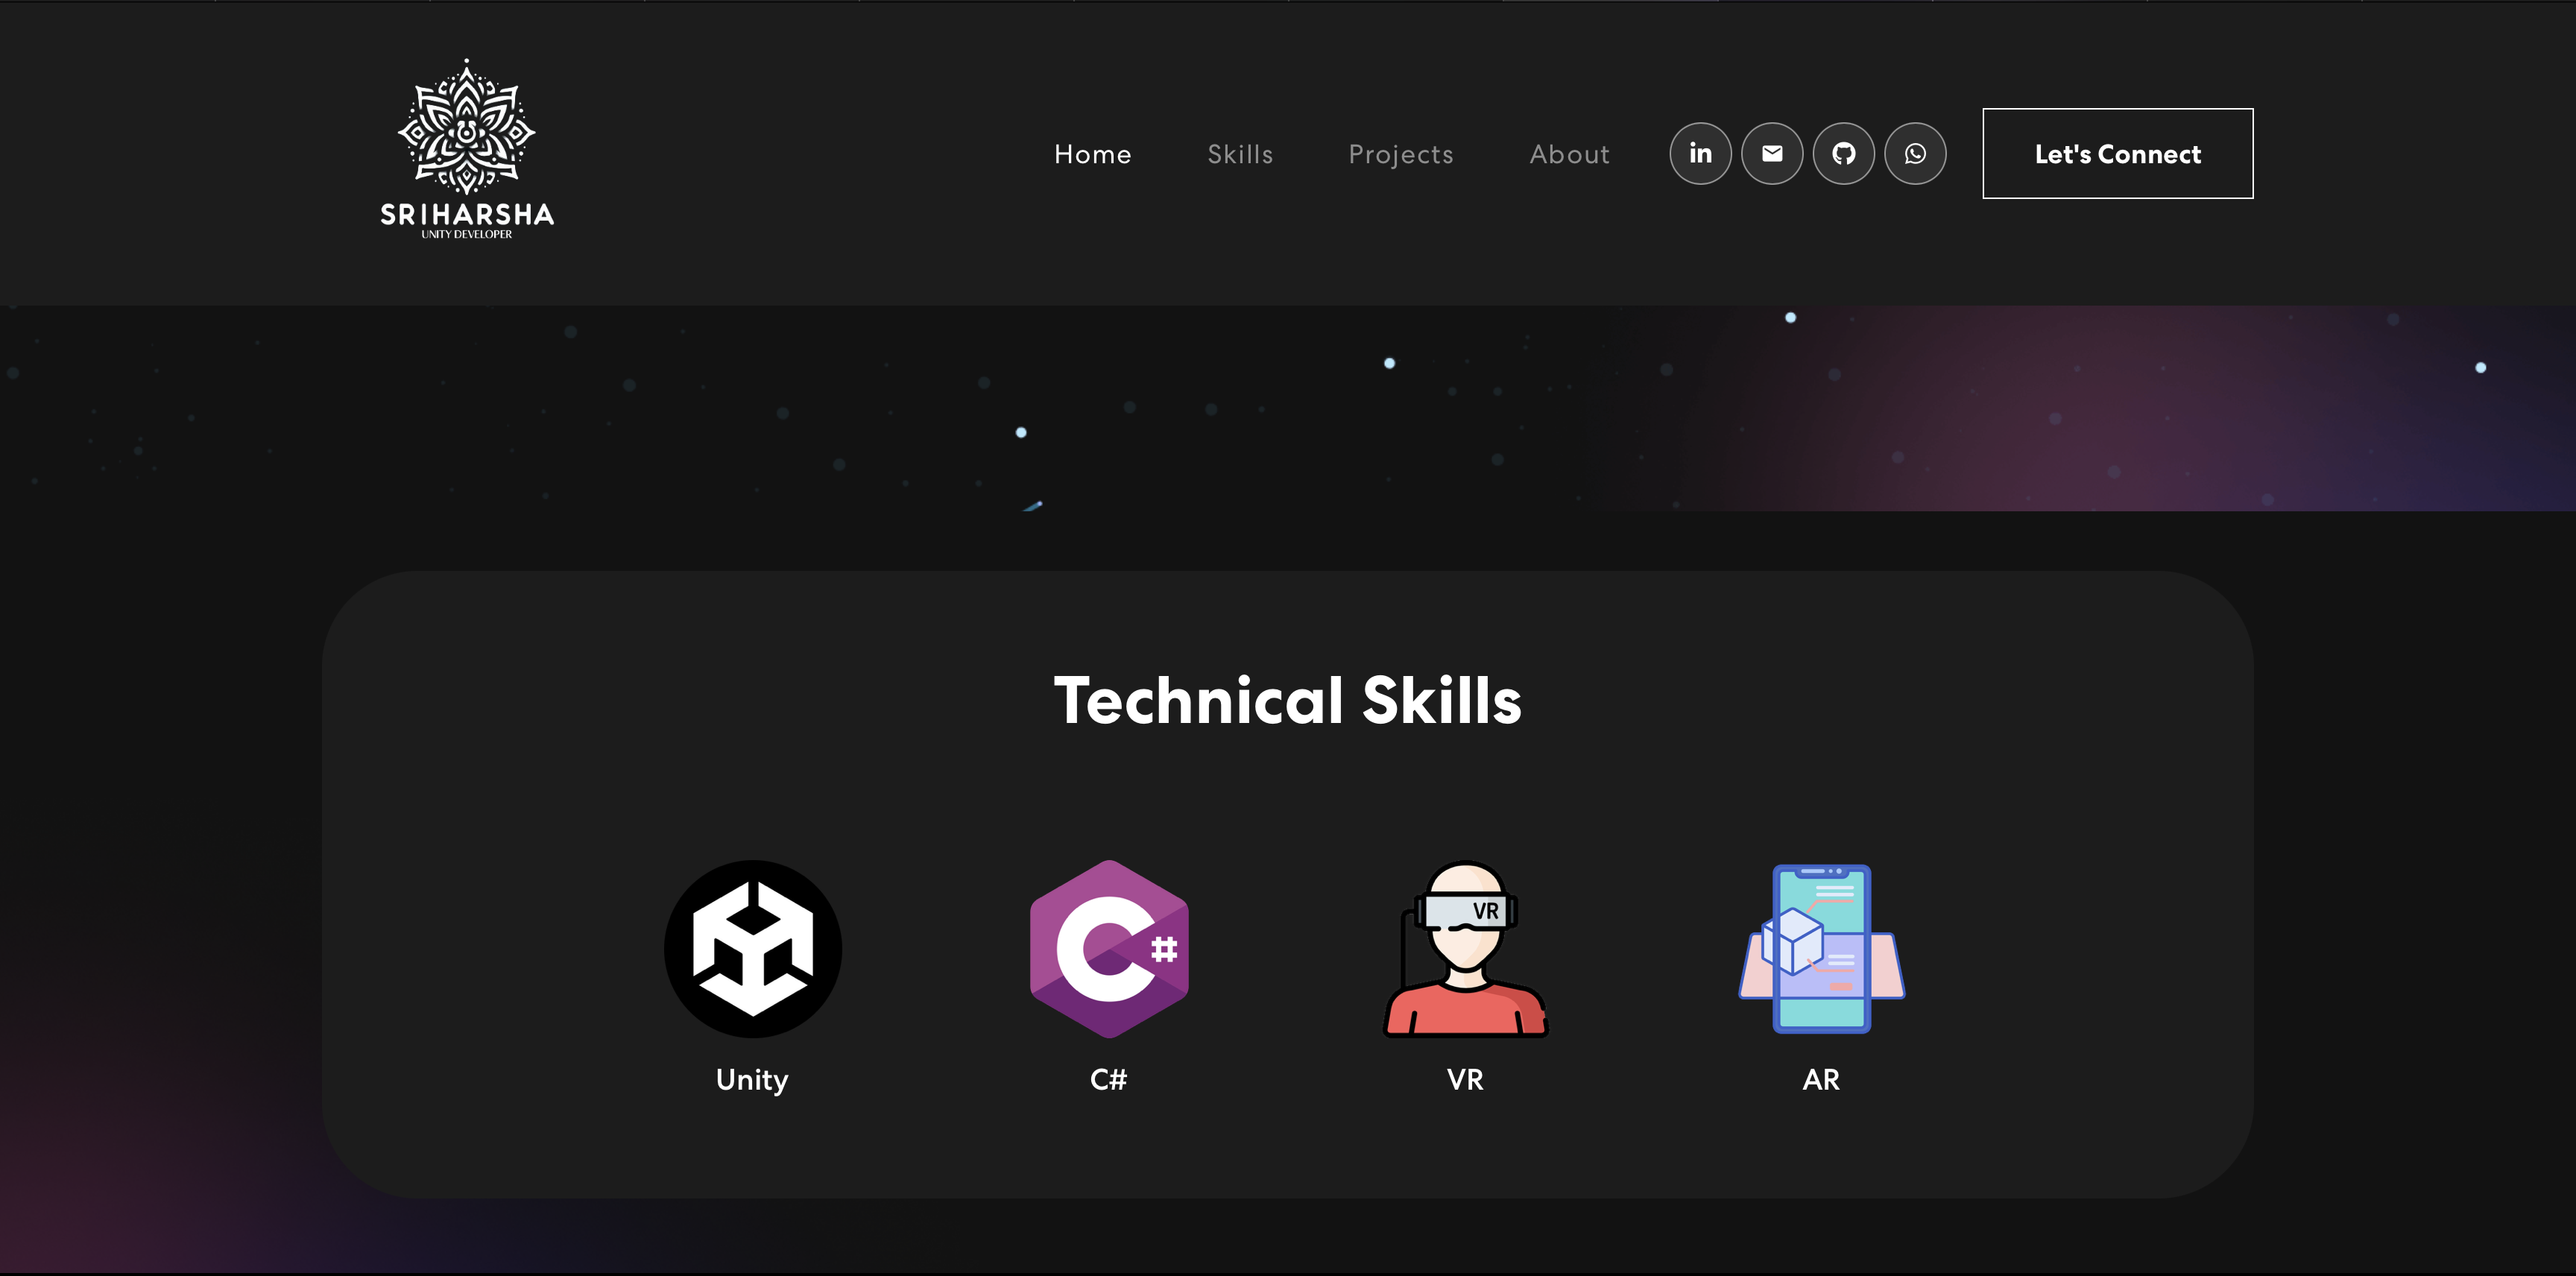 SRIHARSHA
UNITY DEVELOPER
Home Skills Projects About in Let's Connect
Technical Skills
C#
VR
Unity C# VR AR